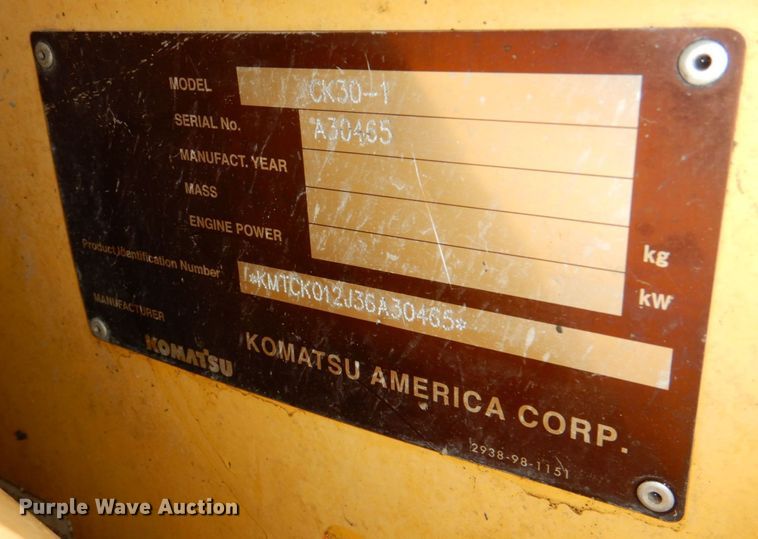 MODEL CK30-1
SERIAL No. A30465
MANUFACT. YEAR
MASS kg
ENGINE POWER kW
Product Identification Number *KMTCK012J36A30465*
MANUFACTURER
KOMATSU KOMATSU AMERICA CORP.
2938-98-1151
Purple Wave Auction